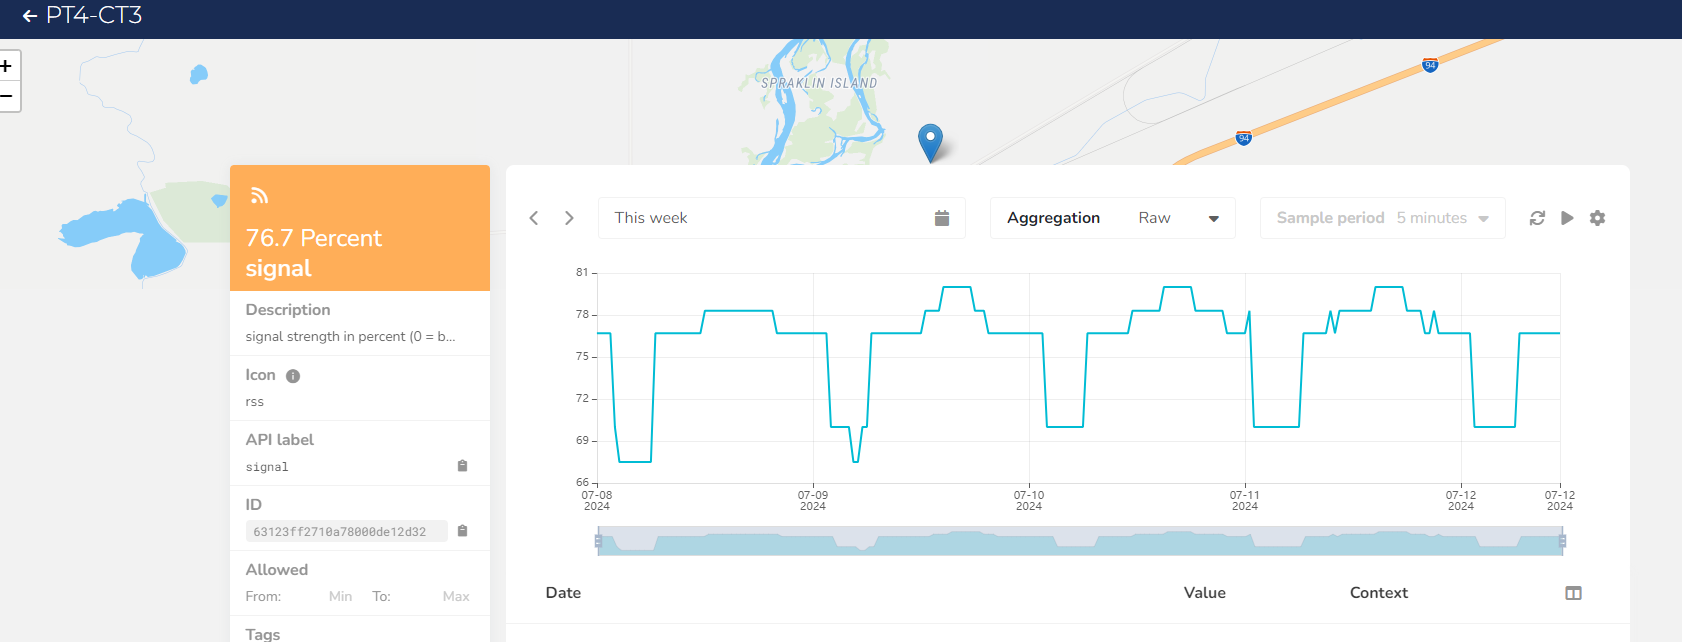 PT4-CT3
+
−
SPRAKLIN ISLAND
94
94
76.7 Percent
signal
Description
signal strength in percent (0 = b...
Icon
rss
API label
signal
ID
63123ff2710a78000de12d32
Allowed
From: Min To: Max
Tags
This week
Aggregation Raw
Sample period 5 minutes
81
78
75
72
69
66
07-08
2024
07-09
2024
07-10
2024
07-11
2024
07-12
2024
07-12
2024
Date Value Context